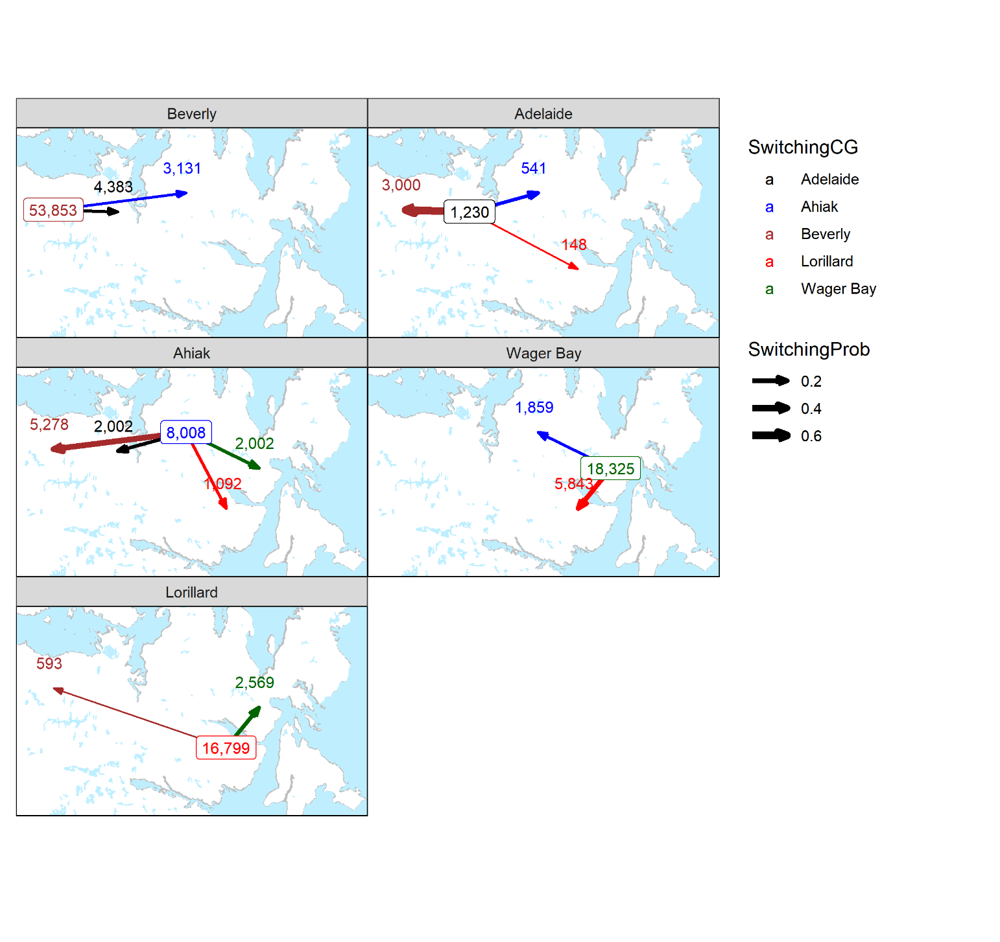 Beverly
Adelaide
3,131
4,383
53,853
541
3,000
1,230
148
Ahiak
Wager Bay
5,278
2,002
8,008
2,002
1,092
1,859
18,325
5,843
Lorillard
593
2,569
16,799
SwitchingCG
a Adelaide
a Ahiak
a Beverly
a Lorillard
a Wager Bay
SwitchingProb
0.2
0.4
0.6